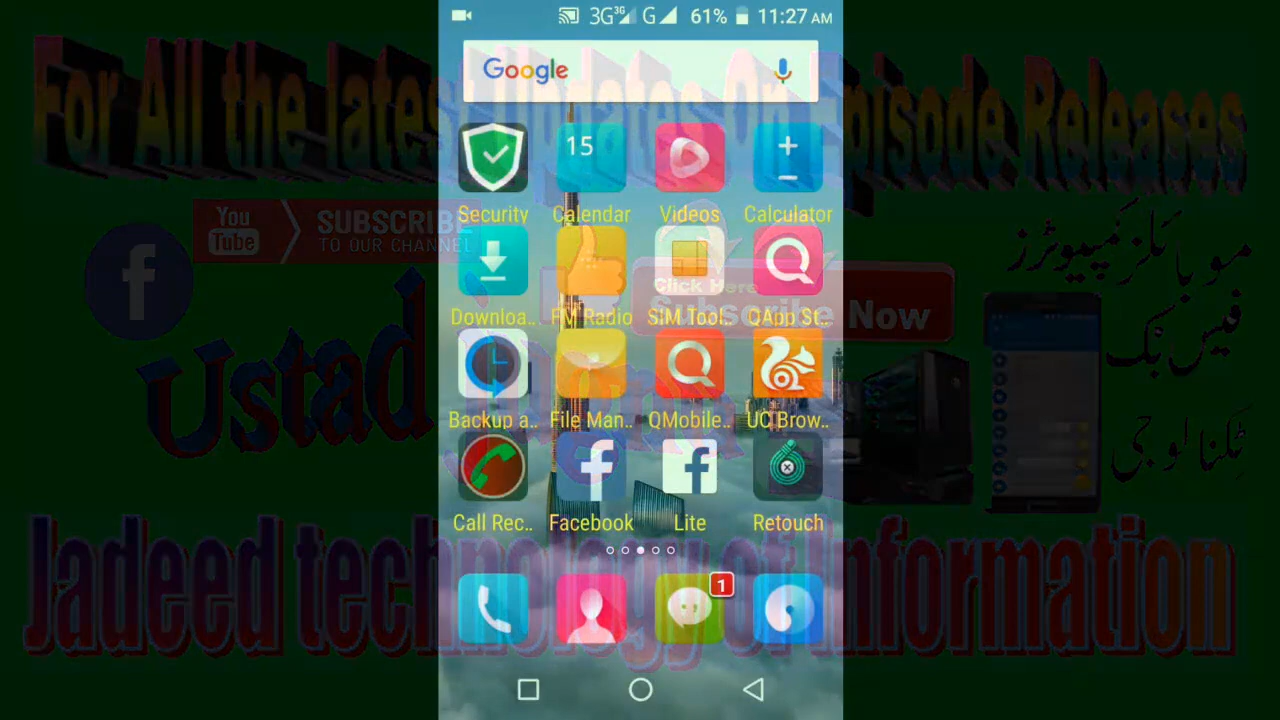 3G 3G G 61% 11:27 AM
Google
For All the latest Updates On Episode Releases
15
Security Calendar Videos Calculator
You Tube SUBSCRIBE
TO OUR CHANNEL
موبائلز کمپیوٹرز
Click Here
Subscribe Now
Downloa.. FM Radio SIM Tool.. QApp St..
فیس بک
Ustad
Backup a.. File Man.. QMobile.. UC Brow..
ٹکنالوجی
Call Rec.. Facebook Lite Retouch
Jadeed technology of Information
1